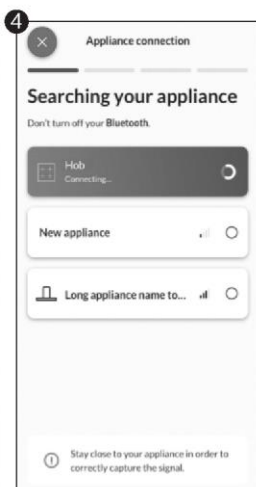 4
Appliance connection
Searching your appliance
Don't turn off your Bluetooth.
Hob
Connecting...
New appliance
Long appliance name to...
Stay close to your appliance in order to
correctly capture the signal.